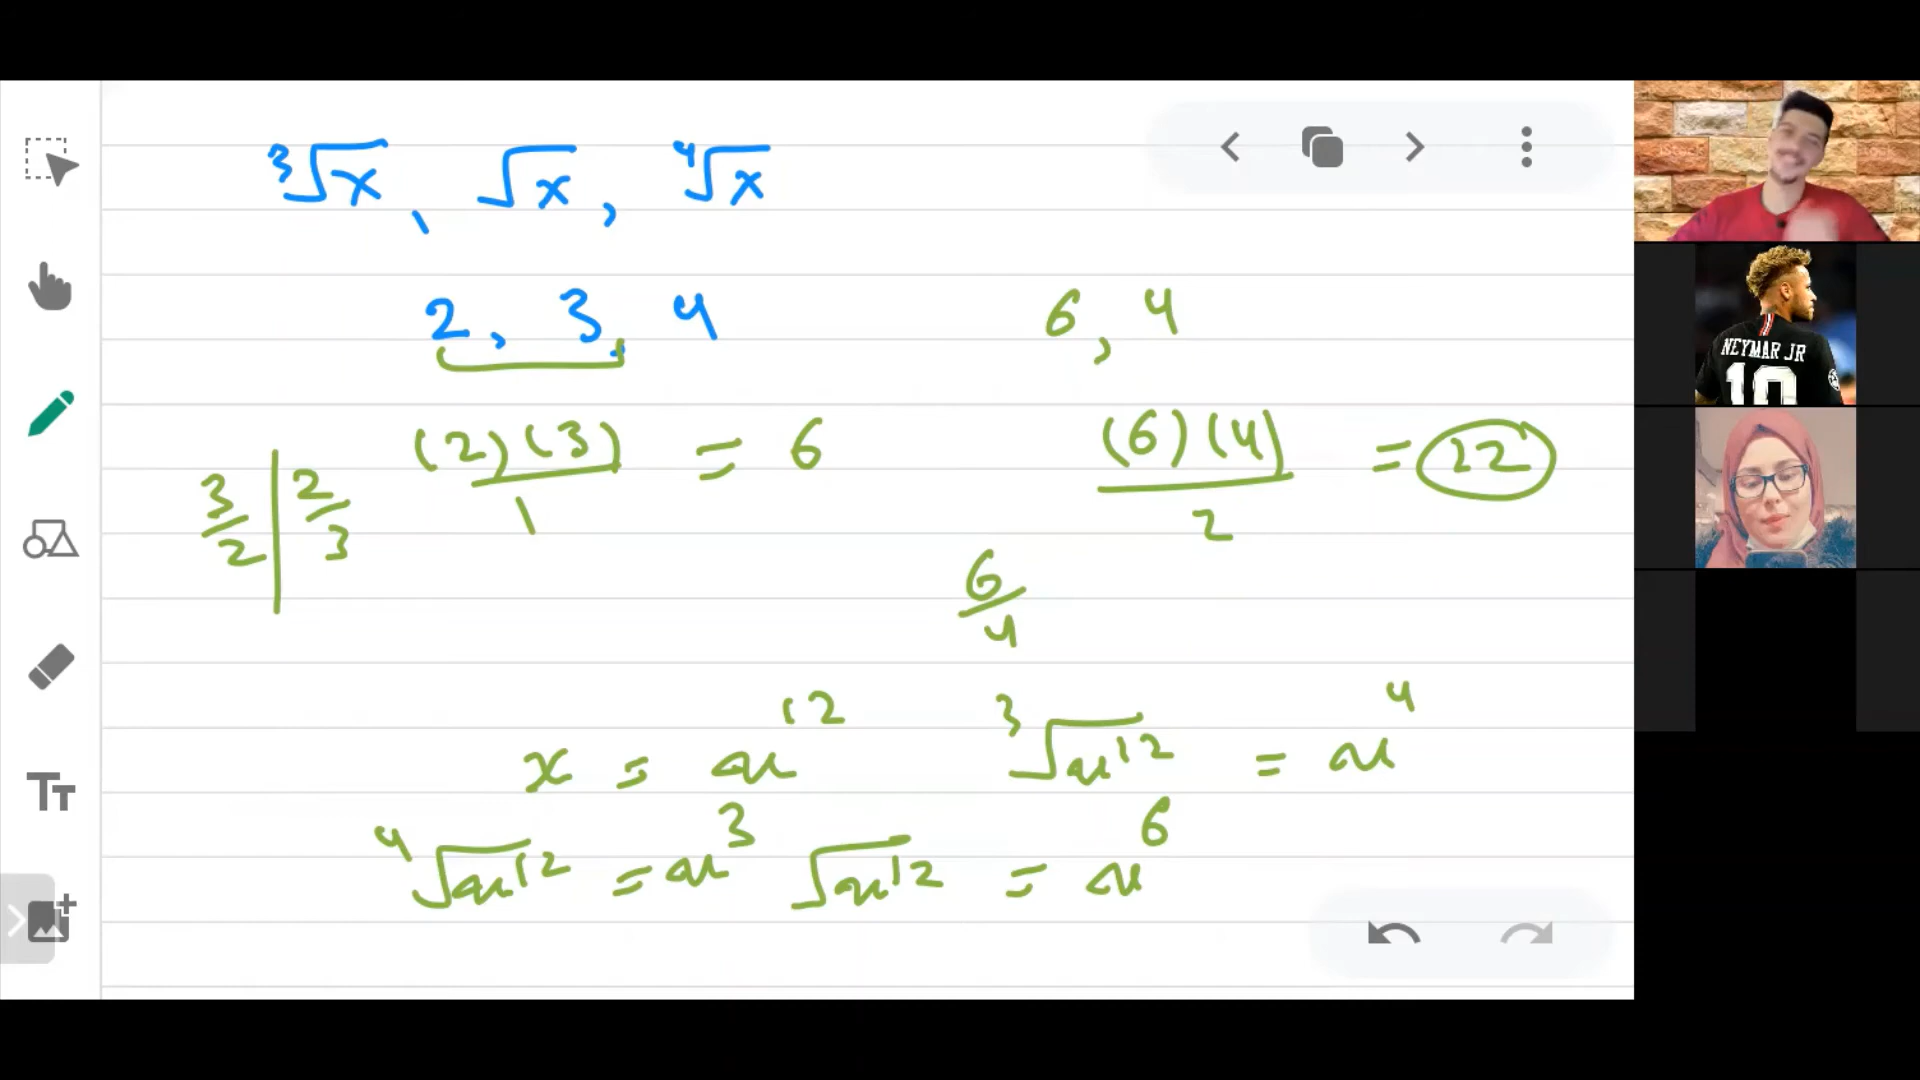 ³√x, √x, ⁴√x
2, 3, 4 6, 4
3/2 | 2/3 (2)(3)/1 = 6 (6)(4)/2 = 12
6/4
x = u¹² ³√u¹² = u⁴
⁴√u¹² = u³ √u¹² = u⁶
NEYMAR JR
10
Tт